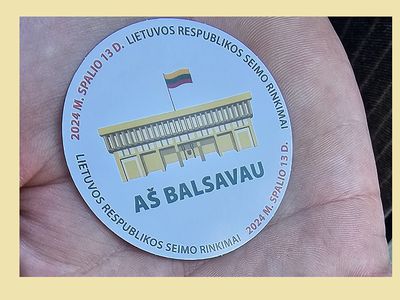 2024 M. SPALIO 13 D. LIETUVOS RESPUBLIKOS SEIMO RINKIMAI
AŠ BALSAVAU
LIETUVOS RESPUBLIKOS SEIMO RINKIMAI 2024 M. SPALIO 13 D.